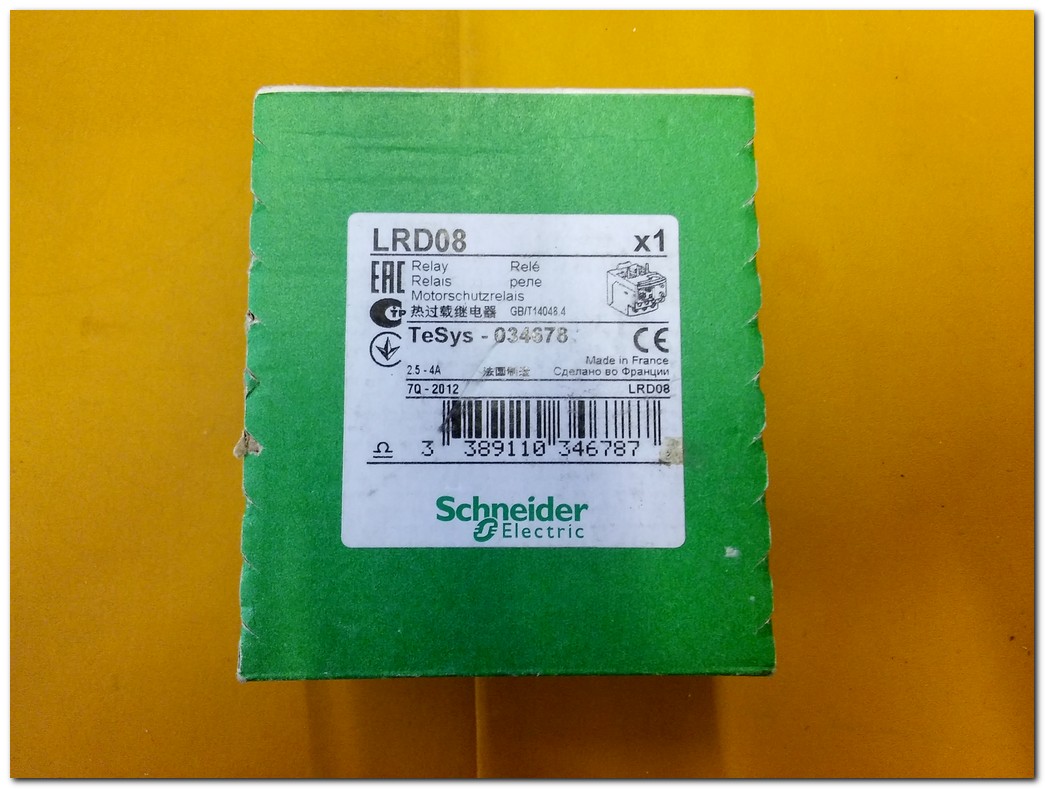 LRD08 x1
EAC Relay Relé
Relais реле
Motorschutzrelais
TP 热过载继电器 GB/T14048.4
TeSys - 034678 CE
Made in France
2.5 - 4A 法国制造 Сделано во Франции
7Q - 2012 LRD08
3 389110 346787
Schneider
Electric